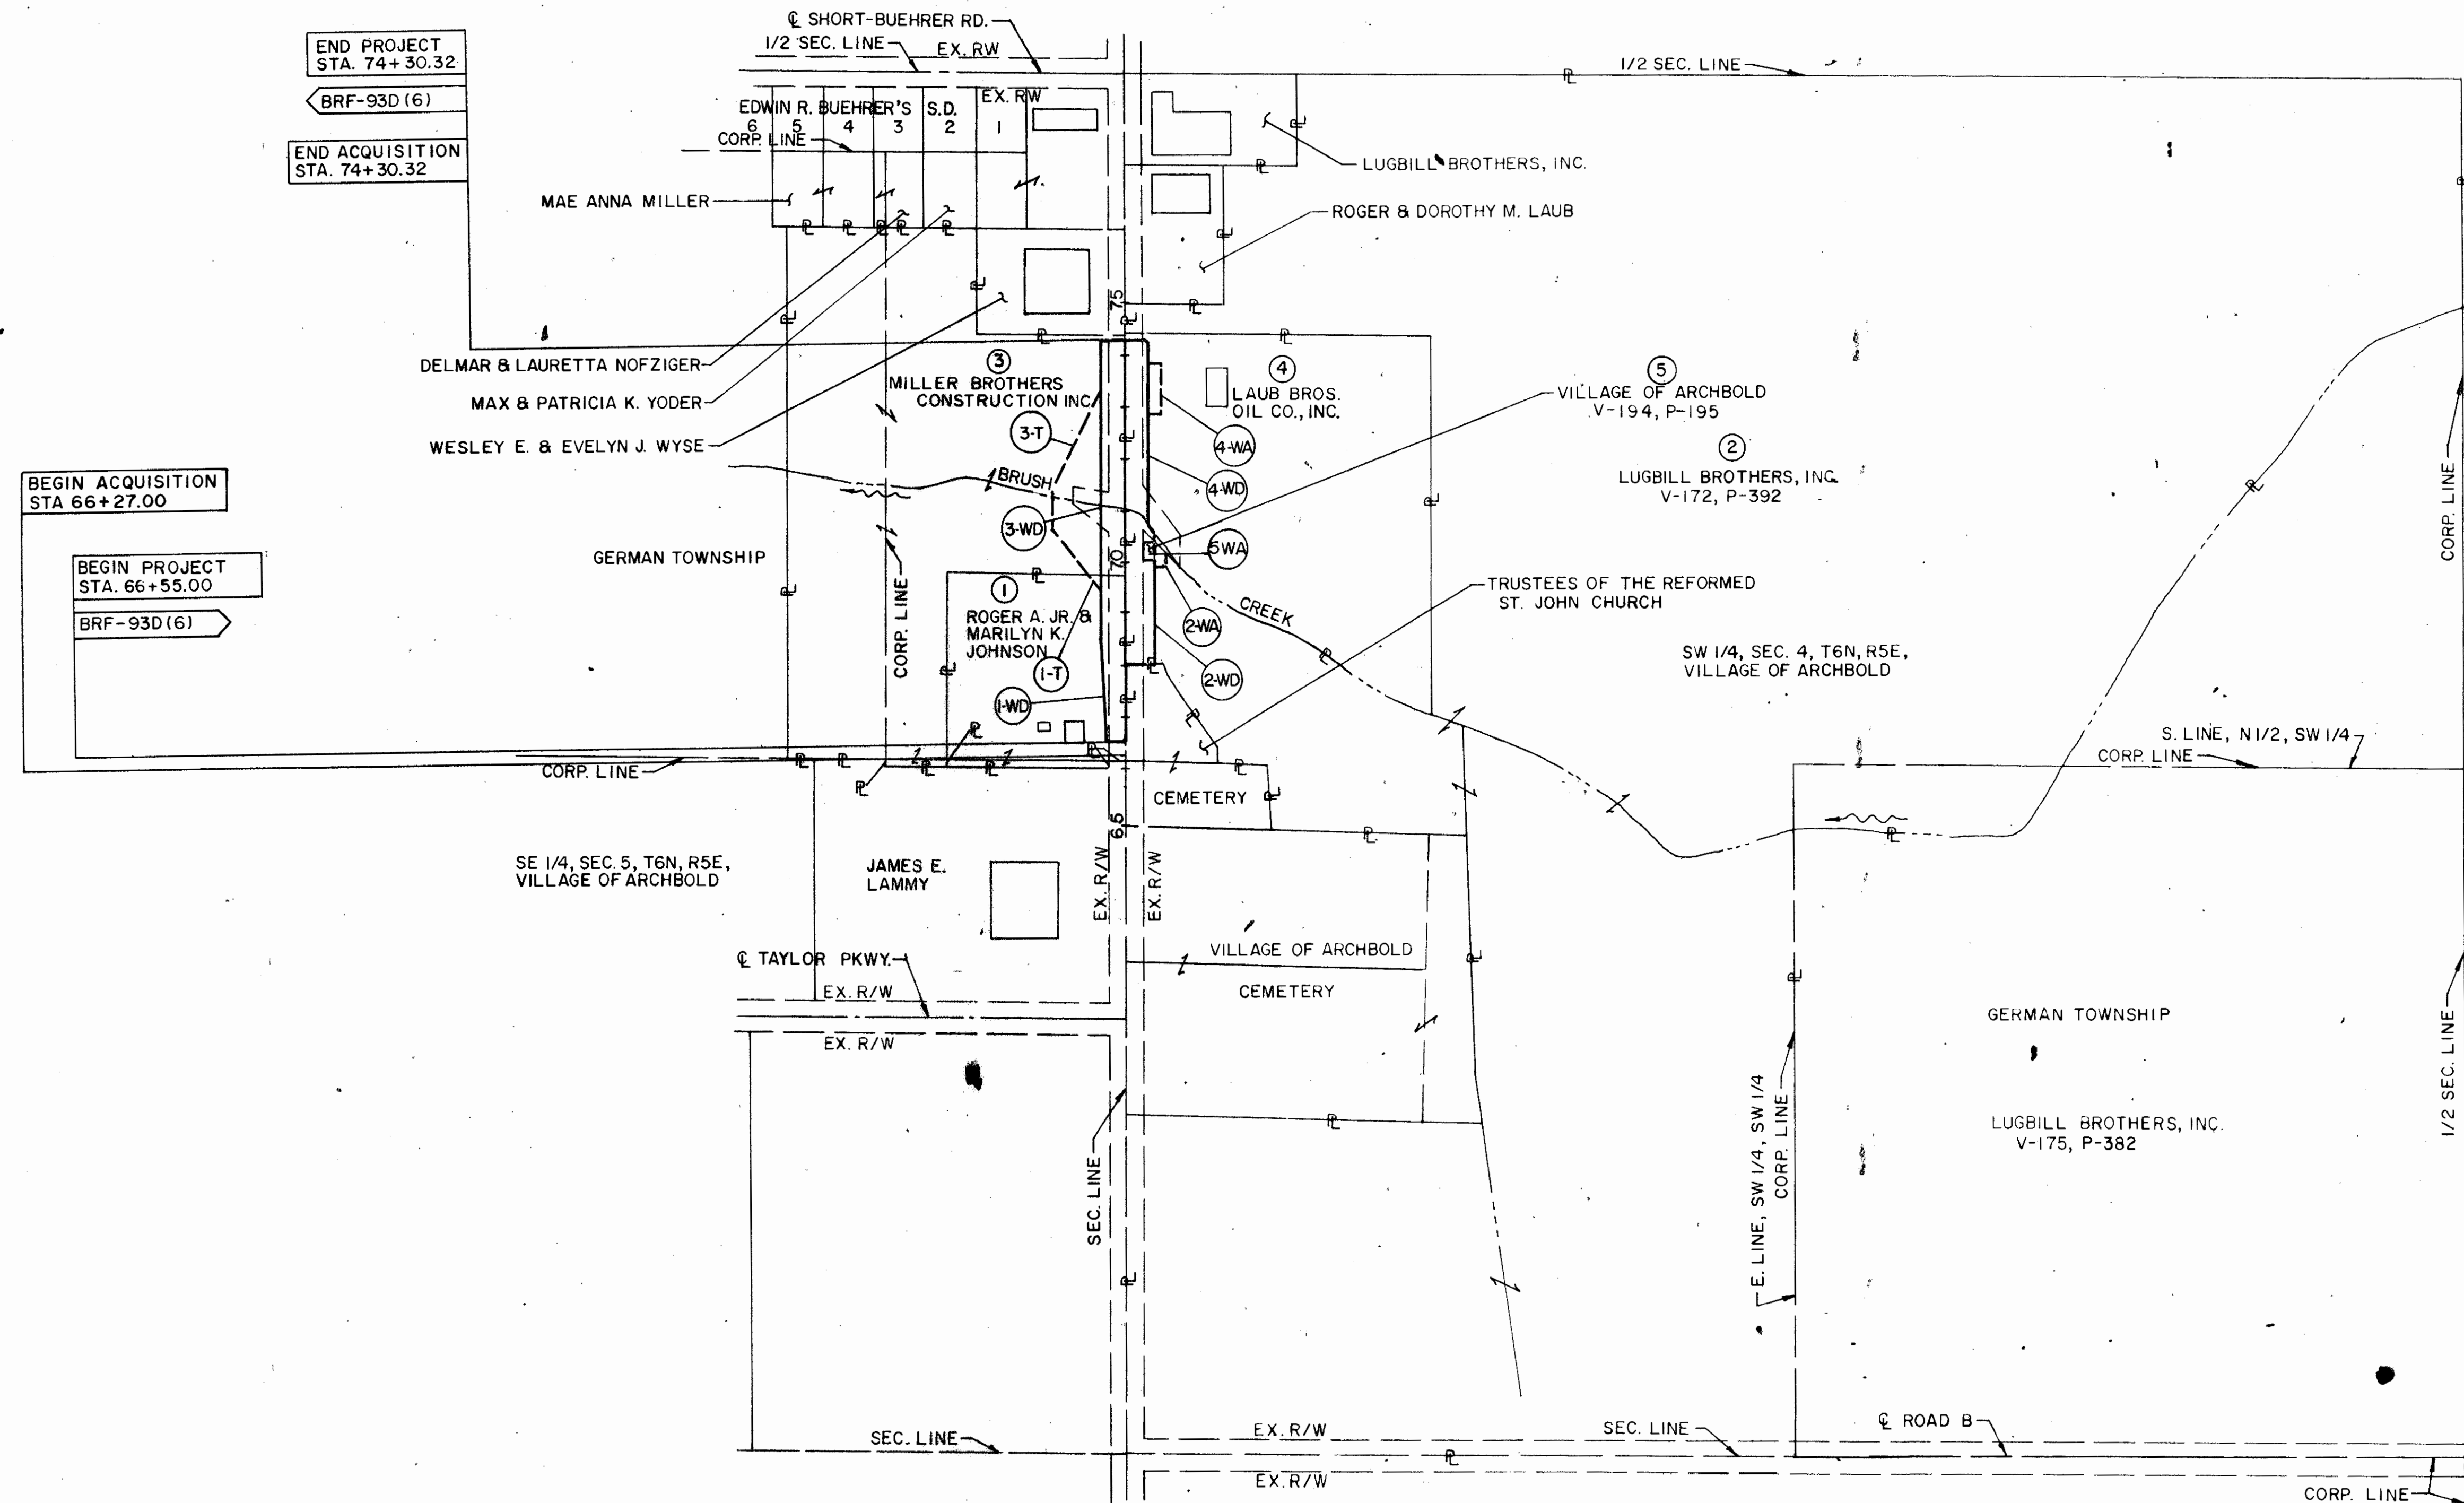 ℄ SHORT-BUEHRER RD.
1/2 SEC. LINE
EX. RW
END PROJECT
STA. 74+30.32
BRF-93D(6)
END ACQUISITION
STA. 74+30.32
1/2 SEC. LINE
EDWIN R. BUEHRER'S S.D.
EX. RW
6 5 4 3 2 1
CORP. LINE
MAE ANNA MILLER
LUGBILL BROTHERS, INC.
ROGER & DOROTHY M. LAUB
75
DELMAR & LAURETTA NOFZIGER
MAX & PATRICIA K. YODER
WESLEY E. & EVELYN J. WYSE
3
MILLER BROTHERS
CONSTRUCTION INC.
3-T
4
LAUB BROS.
OIL CO., INC.
4-WA
4-WD
5
VILLAGE OF ARCHBOLD
V-194, P-195
2
LUGBILL BROTHERS, INC.
V-172, P-392
CORP. LINE
BEGIN ACQUISITION
STA 66+27.00
BRUSH
3-WD
5WA
70
GERMAN TOWNSHIP
BEGIN PROJECT
STA. 66+55.00
BRF-93D(6)
CORP. LINE
1
ROGER A. JR. &
MARILYN K.
JOHNSON
1-T
1-WD
CREEK
2-WA
2-WD
TRUSTEES OF THE REFORMED
ST. JOHN CHURCH
SW 1/4, SEC. 4, T6N, R5E,
VILLAGE OF ARCHBOLD
S. LINE, N 1/2, SW 1/4
CORP. LINE
CORP. LINE
CEMETERY
65
SE 1/4, SEC. 5, T6N, R5E,
VILLAGE OF ARCHBOLD
JAMES E.
LAMMY
EX. R/W
EX. R/W
℄ TAYLOR PKWY.
EX. R/W
EX. R/W
VILLAGE OF ARCHBOLD
CEMETERY
GERMAN TOWNSHIP
LUGBILL BROTHERS, INC.
V-175, P-382
1/2 SEC. LINE
SEC. LINE
E. LINE, SW 1/4, SW 1/4
CORP. LINE
SEC. LINE
EX. R/W
SEC. LINE
℄ ROAD B
EX. R/W
CORP. LINE